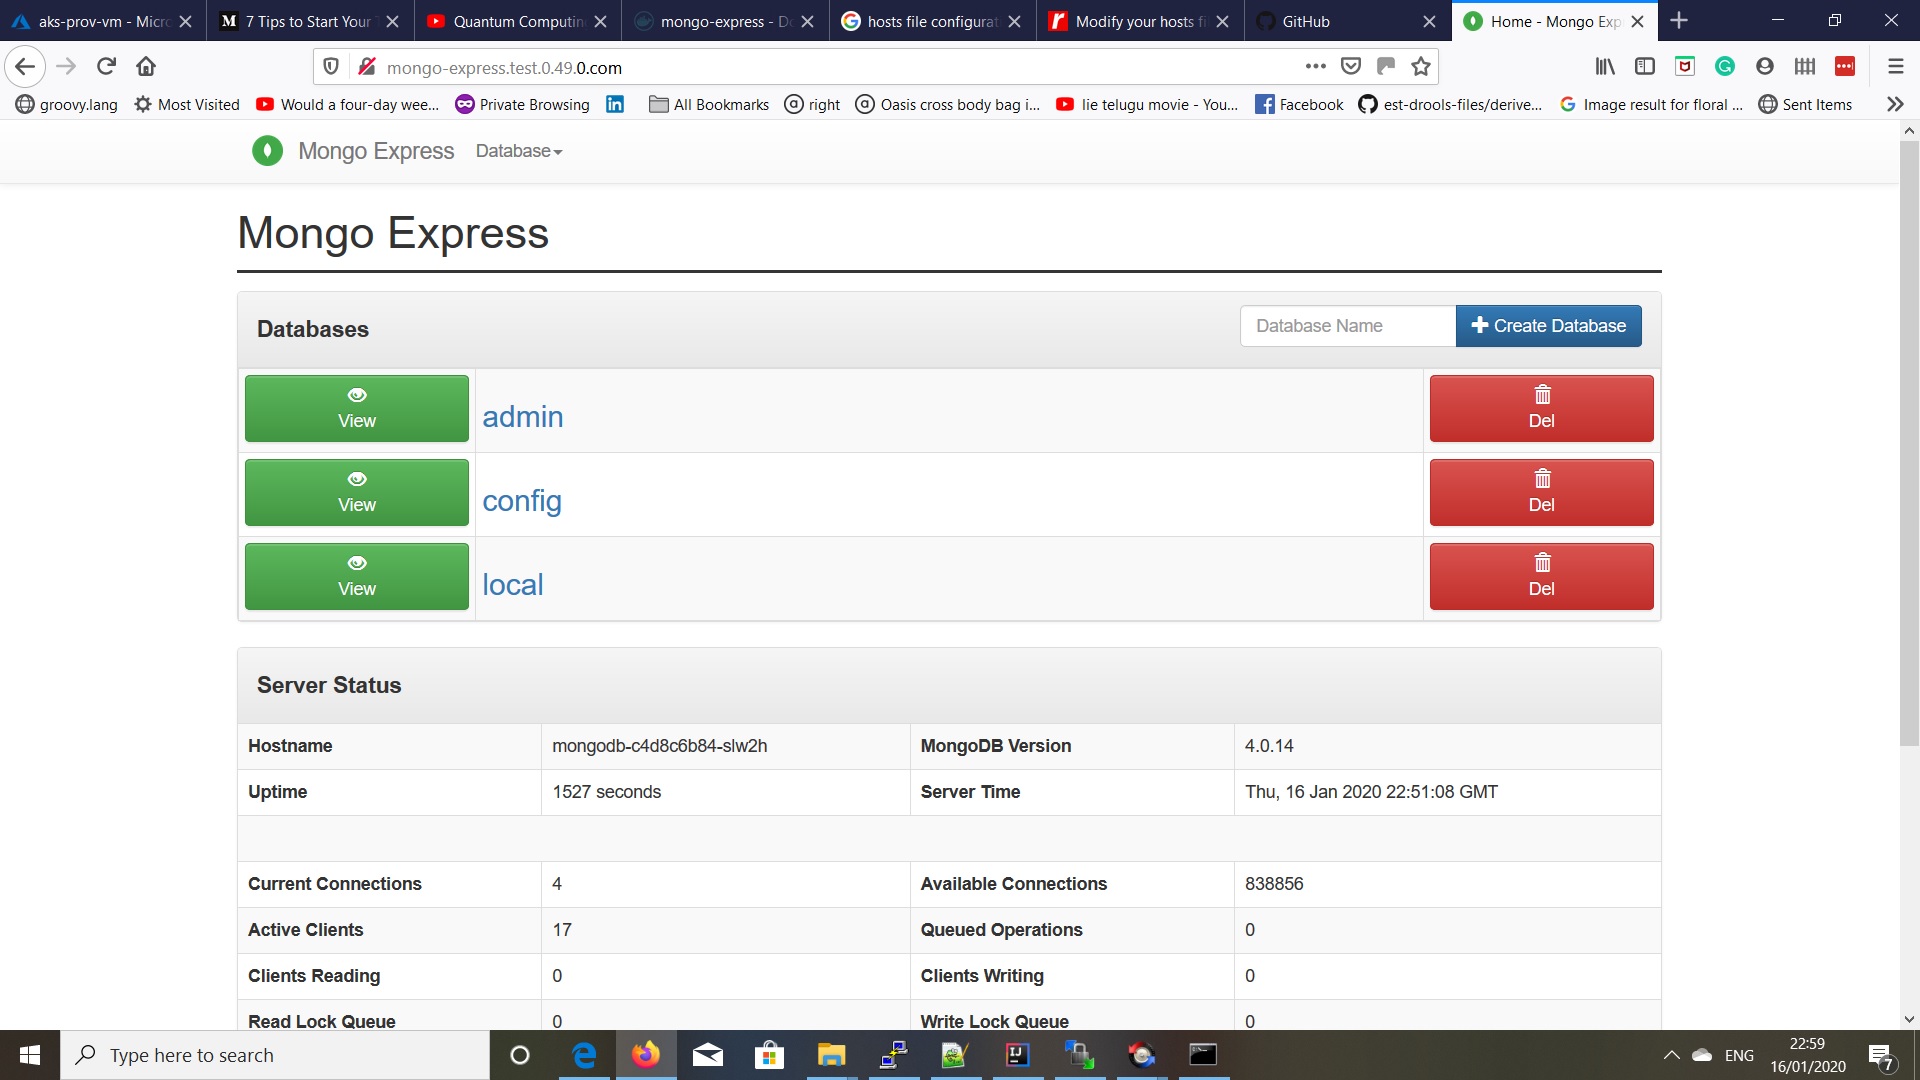 aks-prov-vm - Micro
7 Tips to Start Your
Quantum Computin
mongo-express - Do
hosts file configurat
Modify your hosts fi
GitHub
Home - Mongo Exp
mongo-express.test.0.49.0.com
groovy.lang
Most Visited
Would a four-day wee...
Private Browsing
All Bookmarks
right
Oasis cross body bag i...
lie telugu movie - You...
Facebook
est-drools-files/derive...
Image result for floral ...
Sent Items
Mongo Express
Database
Mongo Express
Databases
Database Name
Create Database
View
admin
Del
View
config
Del
View
local
Del
Server Status
Hostname mongodb-c4d8c6b84-slw2h MongoDB Version 4.0.14
Uptime 1527 seconds Server Time Thu, 16 Jan 2020 22:51:08 GMT
Current Connections 4 Available Connections 838856
Active Clients 17 Queued Operations 0
Clients Reading 0 Clients Writing 0
Read Lock Queue 0 Write Lock Queue 0
Type here to search
ENG
22:59
16/01/2020
7